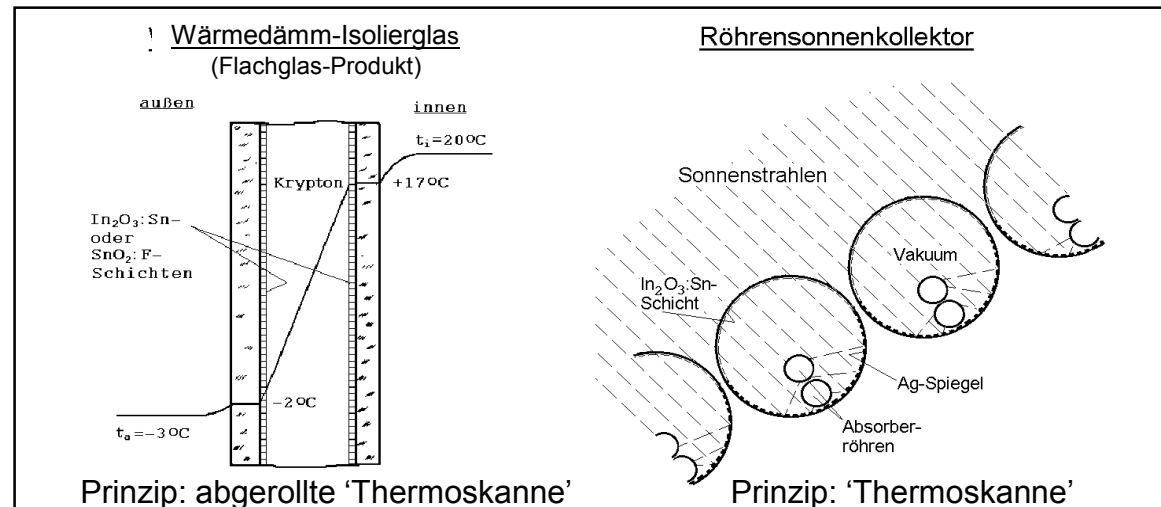 Wärmedämm-Isolierglas
(Flachglas-Produkt)
außen
innen
tᵢ=20°C
Krypton
+17°C
In₂O₃:Sn-
oder
SnO₂:F-
Schichten
-2°C
tₐ=-3°C
Prinzip: abgerollte ‘Thermoskanne’
Röhrensonnenkollektor
Sonnenstrahlen
Vakuum
In₂O₃:Sn-
Schicht
Ag-Spiegel
Absorber-
röhren
Prinzip: ‘Thermoskanne’